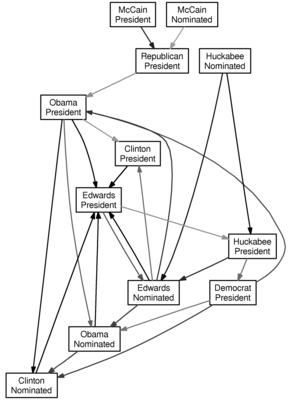 McCain
President
McCain
Nominated
Republican
President
Huckabee
Nominated
Obama
President
Clinton
President
Edwards
President
Huckabee
President
Edwards
Nominated
Democrat
President
Obama
Nominated
Clinton
Nominated